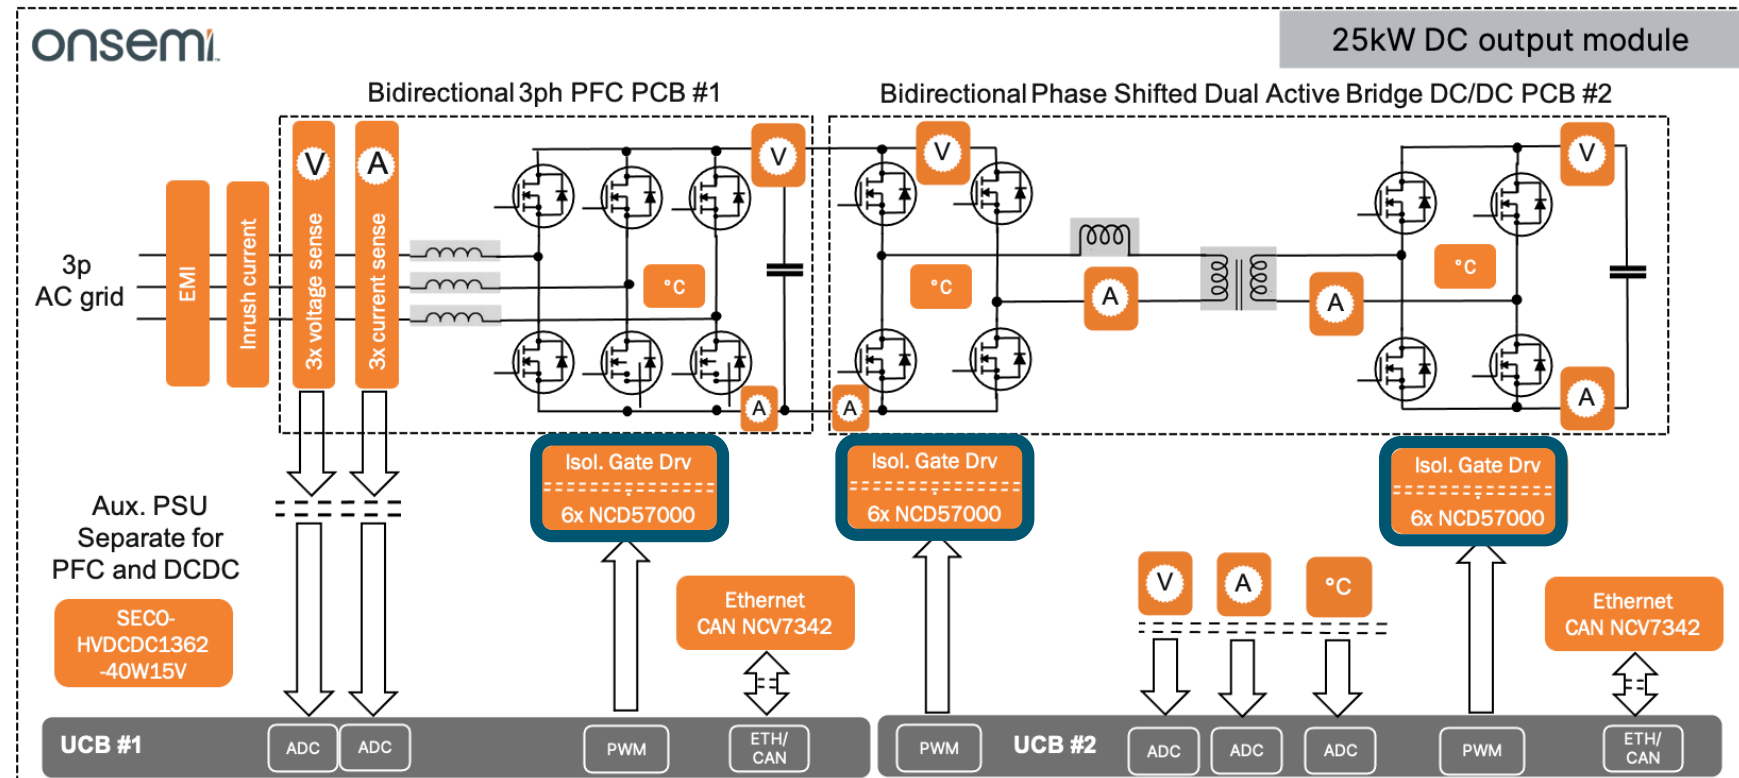 onsemi
25kW DC output module
Bidirectional 3ph PFC PCB #1
Bidirectional Phase Shifted Dual Active Bridge DC/DC PCB #2
3p
AC grid
EMI
Inrush current
V
3x voltage sense
A
3x current sense
V
°C
A
V
°C
A
A
A
V
°C
A
Isol. Gate Drv
6x NCD57000
Isol. Gate Drv
6x NCD57000
Isol. Gate Drv
6x NCD57000
Aux. PSU
Separate for
PFC and DCDC
SECO-
HVDCDC1362
-40W15V
Ethernet
CAN NCV7342
V
A
°C
Ethernet
CAN NCV7342
UCB #1
ADC
ADC
PWM
ETH/
CAN
PWM
UCB #2
ADC
ADC
ADC
PWM
ETH/
CAN